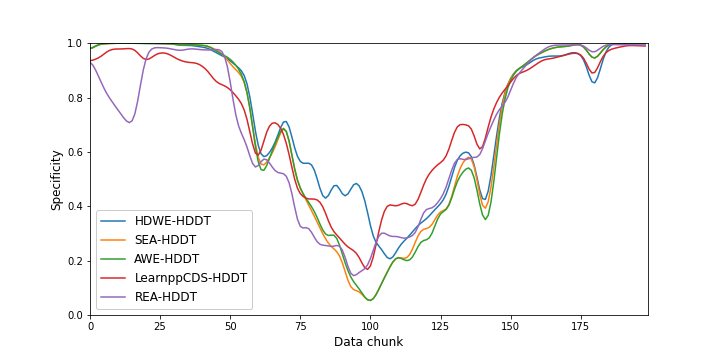 1.0
0.8
0.6
0.4
0.2
0.0
Specificity
HDWE-HDDT
SEA-HDDT
AWE-HDDT
LearnppCDS-HDDT
REA-HDDT
0 25 50 75 100 125 150 175
Data chunk